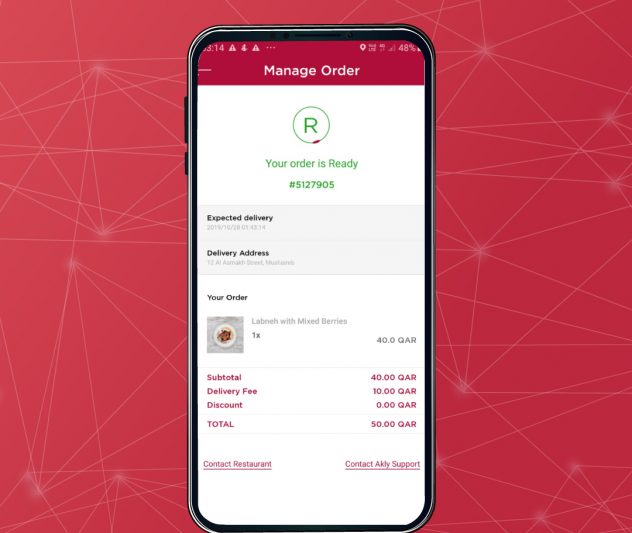 03:14 48%
Manage Order
R
Your order is Ready
#5127905
Expected delivery
2019/10/28 01:43:14
Delivery Address
12 Al Asmakh Street, Musheireb
Your Order
Labneh with Mixed Berries
1x
40.0 QAR
Subtotal 40.00 QAR
Delivery Fee 10.00 QAR
Discount 0.00 QAR
TOTAL 50.00 QAR
Contact Restaurant Contact Akly Support